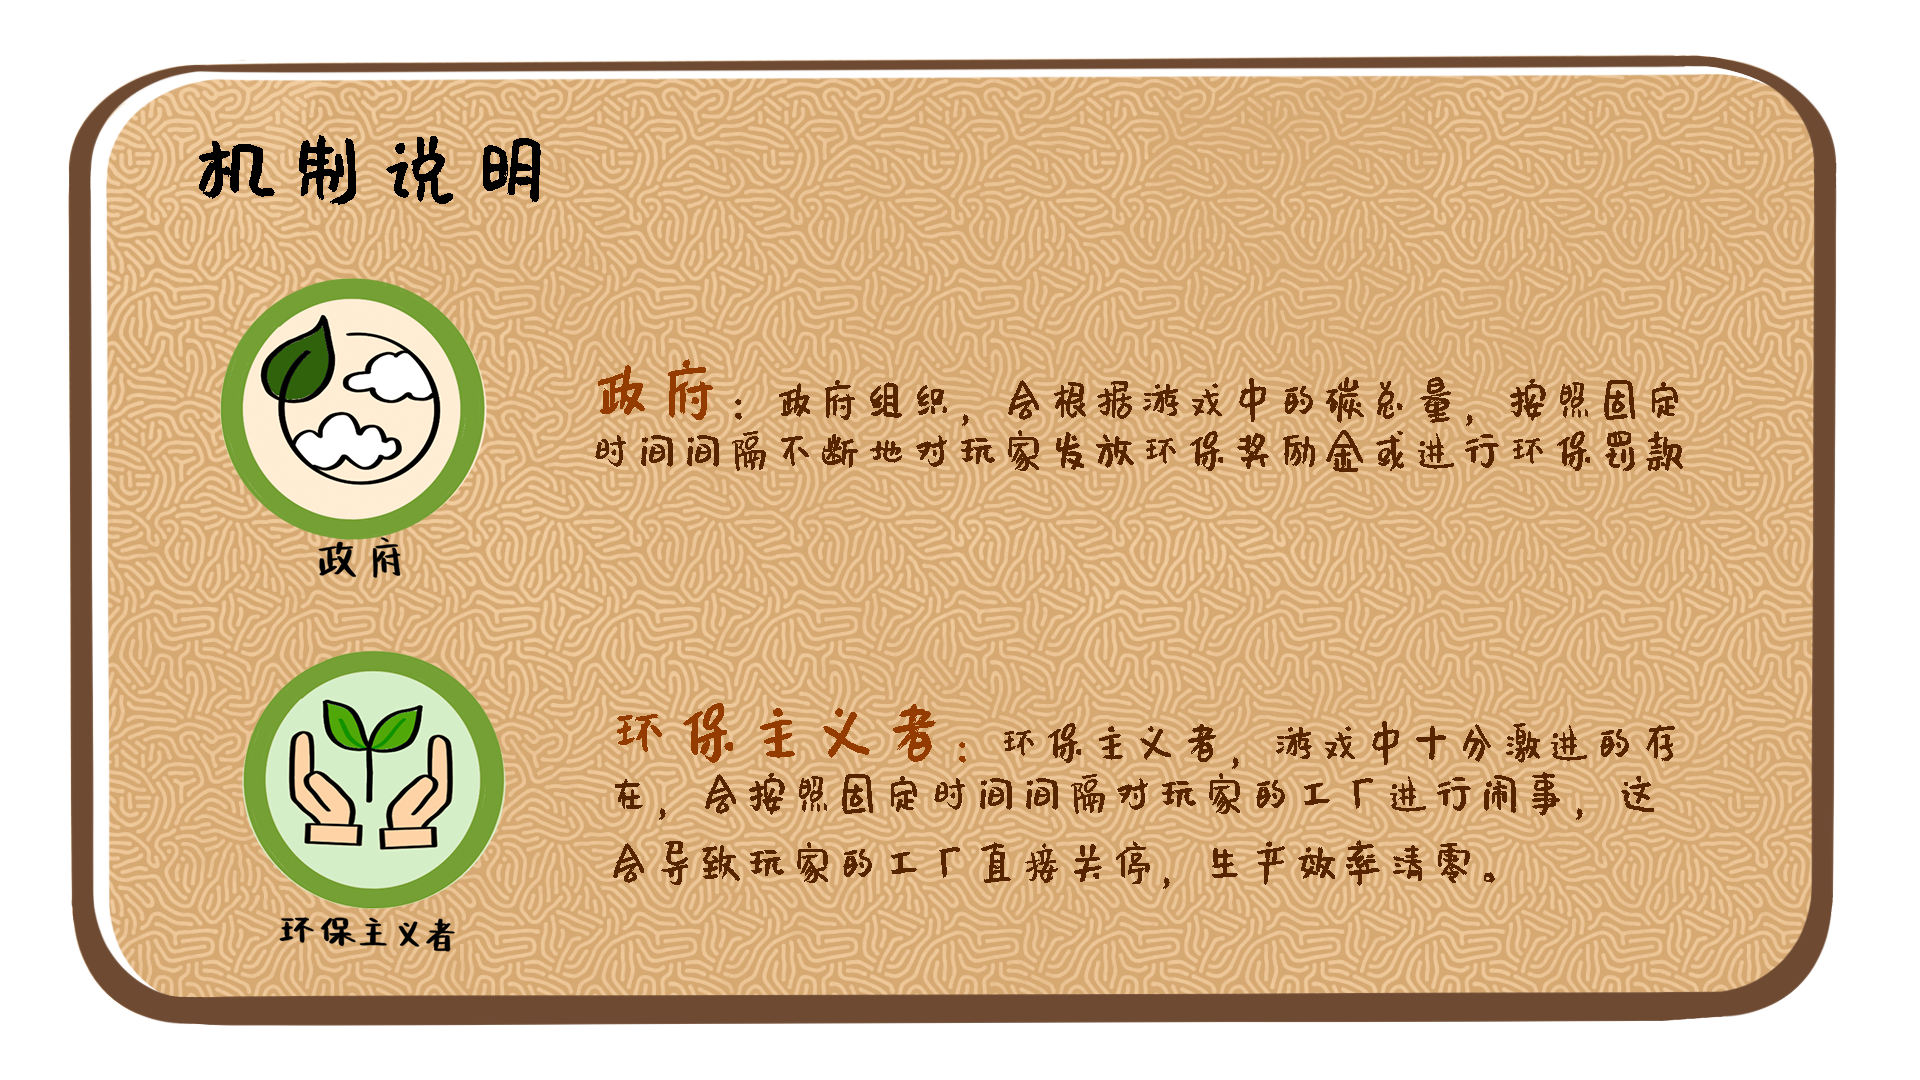 机制说明
政府：政府组织，会根据游戏中的碳总量，按照固定
时间间隔不断地对玩家发放环保奖励金或进行环保罚款
政府
环保主义者：环保主义者，游戏中十分激进的存
在，会按照固定时间间隔对玩家的工厂进行闹事，这
会导致玩家的工厂直接关停，生产效率清零。
环保主义者